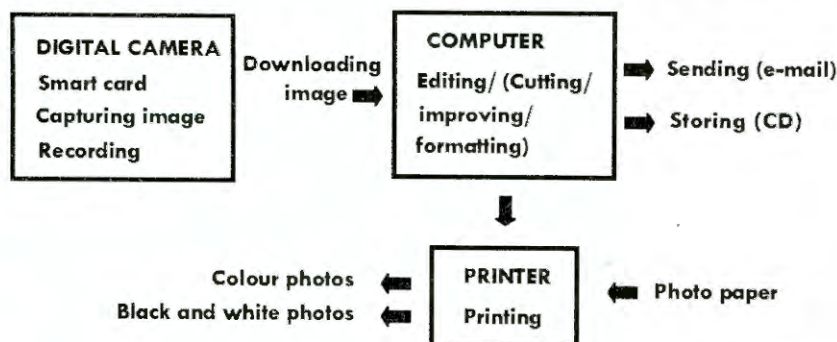 DIGITAL CAMERA
Smart card
Capturing image
Recording
Downloading
image
COMPUTER
Editing/ (Cutting/
improving/
formatting)
Sending (e-mail)
Storing (CD)
Colour photos
Black and white photos
PRINTER
Printing
Photo paper